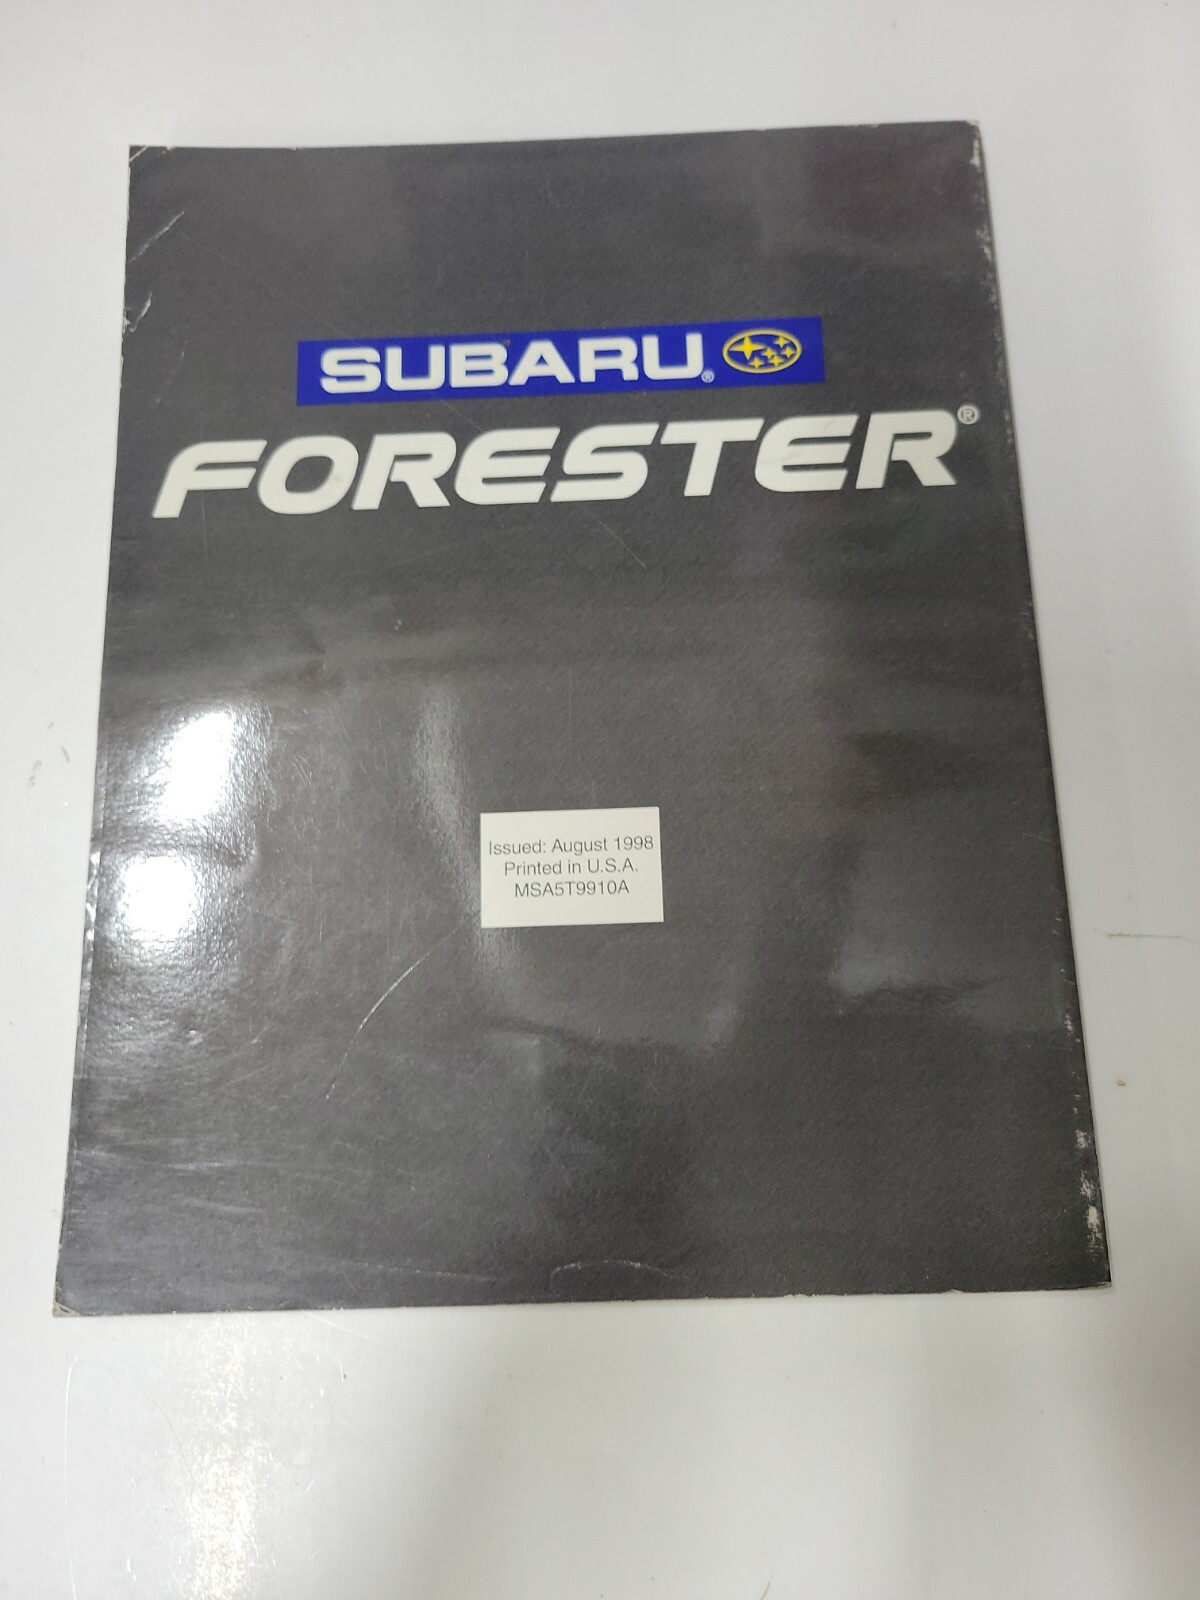 SUBARU®
FORESTER®
Issued: August 1998
Printed in U.S.A.
MSA5T9910A